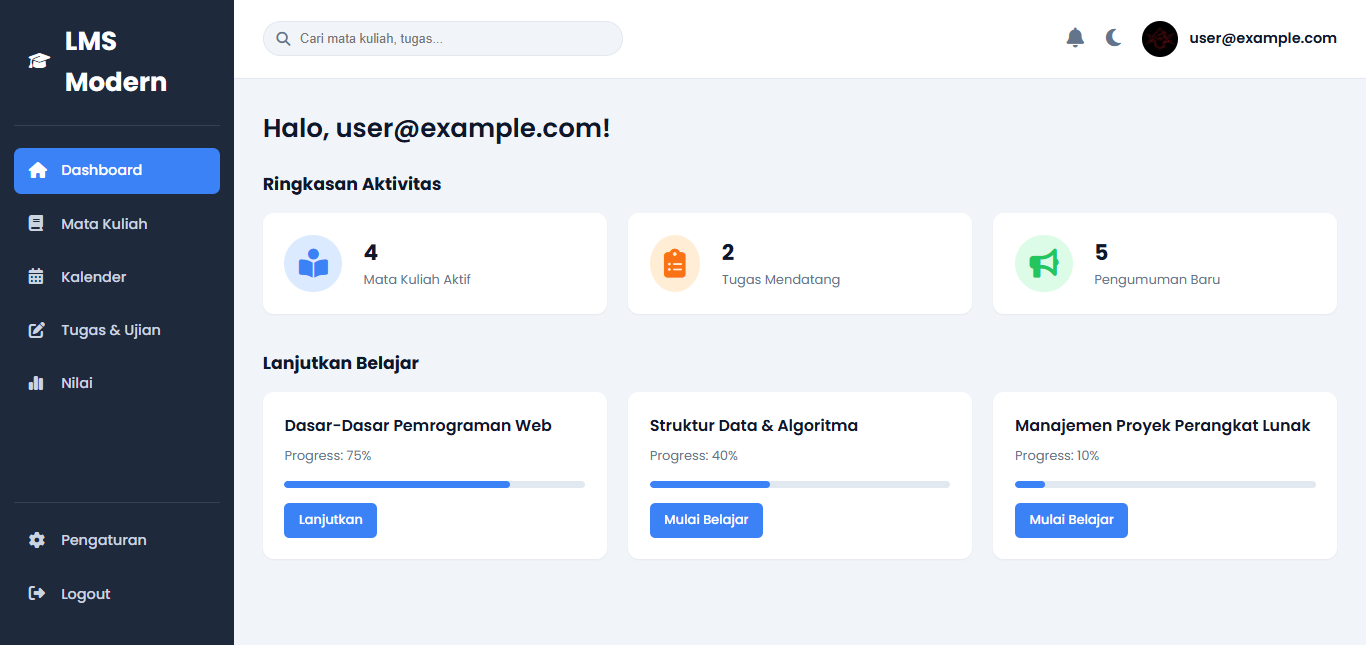 LMS
Modern
Dashboard
Mata Kuliah
Kalender
Tugas & Ujian
Nilai
Pengaturan
Logout
Cari mata kuliah, tugas...
user@example.com
Halo, user@example.com!
Ringkasan Aktivitas
4
Mata Kuliah Aktif
2
Tugas Mendatang
5
Pengumuman Baru
Lanjutkan Belajar
Dasar-Dasar Pemrograman Web
Progress: 75%
Lanjutkan
Struktur Data & Algoritma
Progress: 40%
Mulai Belajar
Manajemen Proyek Perangkat Lunak
Progress: 10%
Mulai Belajar